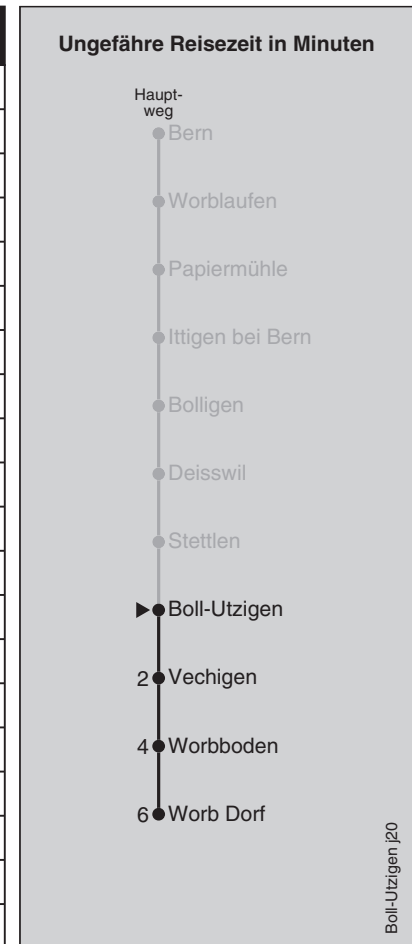 Ungefähre Reisezeit in Minuten
Haupt-
weg
Bern
Worblaufen
Papiermühle
Ittigen bei Bern
Bolligen
Deisswil
Stettlen
Boll-Utzigen
2 Vechigen
4 Worbboden
6 Worb Dorf
Boll-Utzigen j20